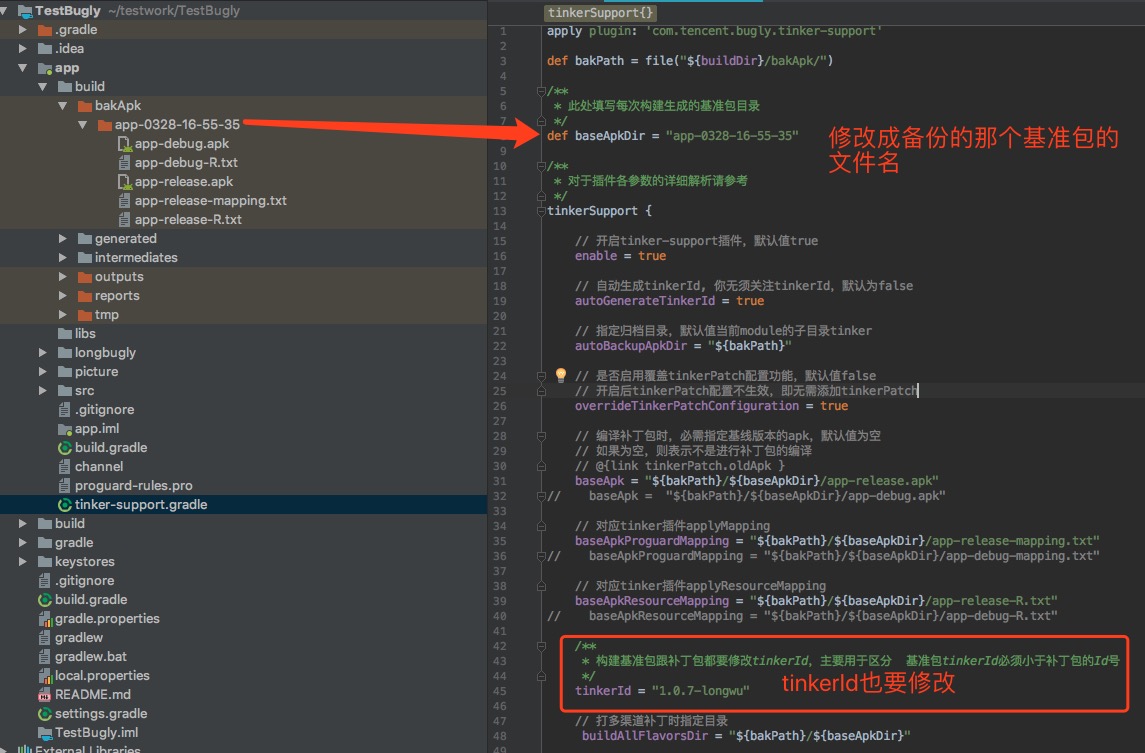 TestBugly ~/testwork/TestBugly
.gradle
.idea
app
build
bakApk
app-0328-16-55-35
app-debug.apk
app-debug-R.txt
app-release.apk
app-release-mapping.txt
app-release-R.txt
generated
intermediates
outputs
reports
tmp
libs
longbugly
picture
src
.gitignore
app.iml
build.gradle
channel
proguard-rules.pro
tinker-support.gradle
build
gradle
keystores
.gitignore
build.gradle
gradle.properties
gradlew
gradlew.bat
local.properties
README.md
settings.gradle
TestBugly.iml
External Libraries
tinkerSupport{}
1 apply plugin: 'com.tencent.bugly.tinker-support'
2
3 def bakPath = file("${buildDir}/bakApk/")
4
5 /**
6 * 此处填写每次构建生成的基准包目录
7 */
def baseApkDir = "app-0328-16-55-35"
9
10 /**
11 * 对于插件各参数的详细解析请参考
12 */
13 tinkerSupport {
14
15 // 开启tinker-support插件，默认值true
16 enable = true
17
18 // 自动生成tinkerId, 你无须关注tinkerId，默认为false
19 autoGenerateTinkerId = true
20
21 // 指定归档目录，默认值当前module的子目录tinker
22 autoBackupApkDir = "${bakPath}"
23
24 // 是否启用覆盖tinkerPatch配置功能，默认值false
25 // 开启后tinkerPatch配置不生效，即无需添加tinkerPatch
26 overrideTinkerPatchConfiguration = true
27
28 // 编译补丁包时，必需指定基线版本的apk，默认值为空
29 // 如果为空，则表示不是进行补丁包的编译
30 // @{link tinkerPatch.oldApk }
31 baseApk = "${bakPath}/${baseApkDir}/app-release.apk"
32 // baseApk = "${bakPath}/${baseApkDir}/app-debug.apk"
33
34 // 对应tinker插件applyMapping
35 baseApkProguardMapping = "${bakPath}/${baseApkDir}/app-release-mapping.txt"
36 // baseApkProguardMapping = "${bakPath}/${baseApkDir}/app-debug-mapping.txt"
37
38 // 对应tinker插件applyResourceMapping
39 baseApkResourceMapping = "${bakPath}/${baseApkDir}/app-release-R.txt"
40 // baseApkResourceMapping = "${bakPath}/${baseApkDir}/app-debug-R.txt"
41
42 /**
43 * 构建基准包跟补丁包都要修改tinkerId，主要用于区分 基准包tinkerId必须小于补丁包的Id号
44 */
45 tinkerId = "1.0.7-longwu"
46
47 // 打多渠道补丁时指定目录
48 buildAllFlavorsDir = "${bakPath}/${baseApkDir}"
49
修改成备份的那个基准包的
文件名
tinkerId也要修改